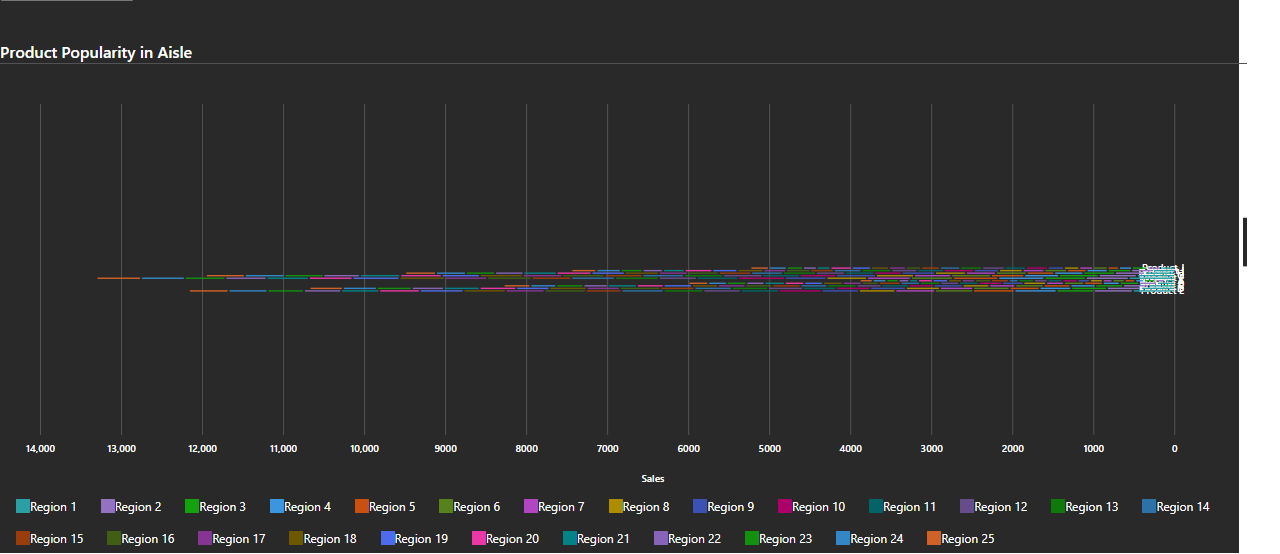 Product Popularity in Aisle
14,000 13,000 12,000 11,000 10,000 9000 8000 7000 6000 5000 4000 3000 2000 1000 0
Sales
Region 1 Region 2 Region 3 Region 4 Region 5 Region 6 Region 7 Region 8 Region 9 Region 10 Region 11 Region 12 Region 13 Region 14
Region 15 Region 16 Region 17 Region 18 Region 19 Region 20 Region 21 Region 22 Region 23 Region 24 Region 25